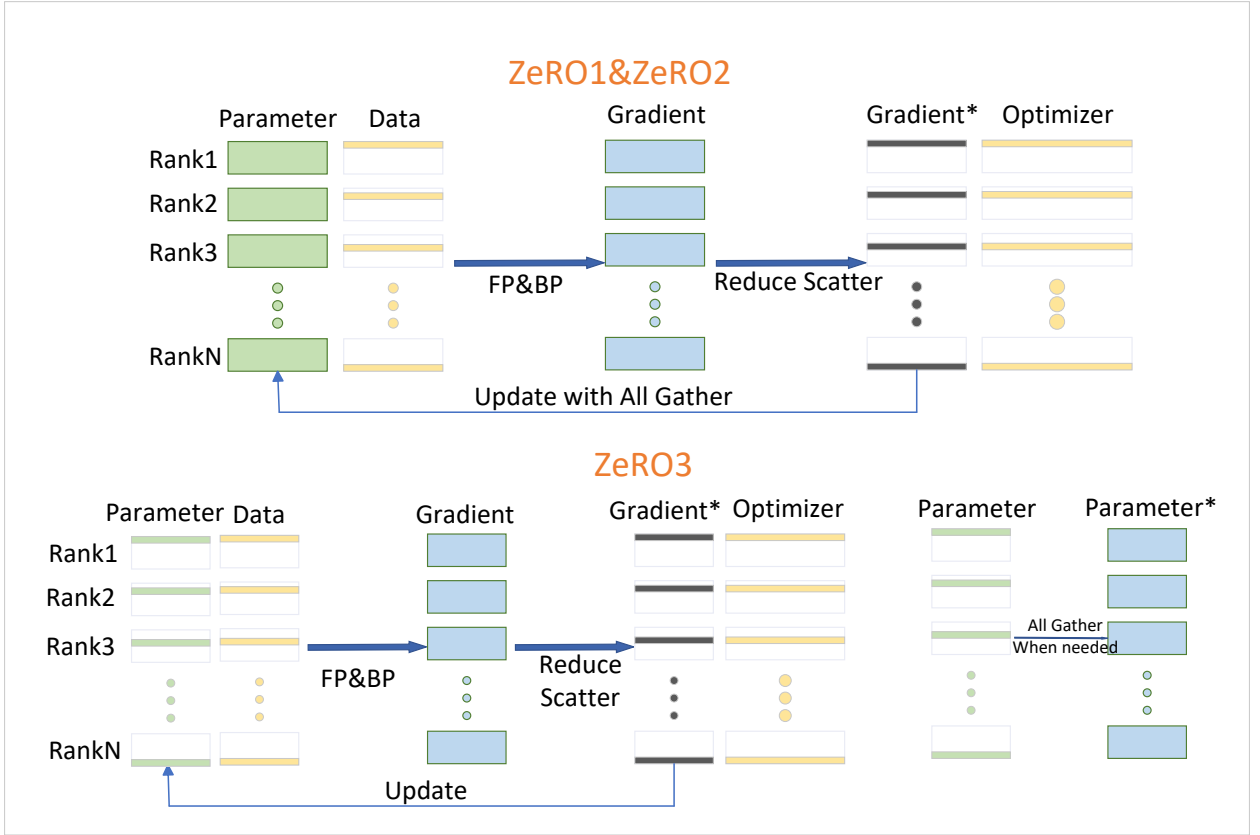 ZeRO1&ZeRO2
Parameter Data Gradient Gradient* Optimizer
Rank1
Rank2
Rank3
FP&BP Reduce Scatter
RankN
Update with All Gather
ZeRO3
Parameter Data Gradient Gradient* Optimizer Parameter Parameter*
Rank1
Rank2
Rank3
FP&BP
Reduce
Scatter
All Gather
When needed
RankN
Update